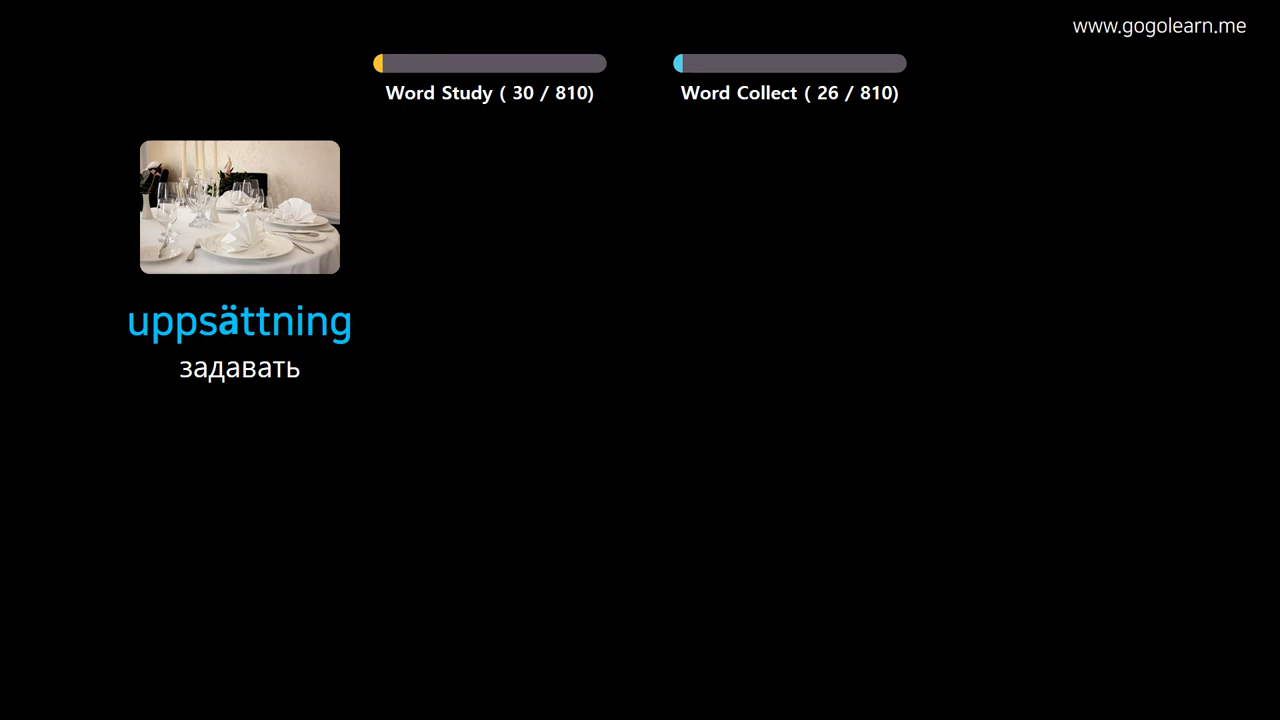 www.gogolearn.me
Word Study ( 30 / 810)
Word Collect ( 26 / 810)
uppsättning
задавать